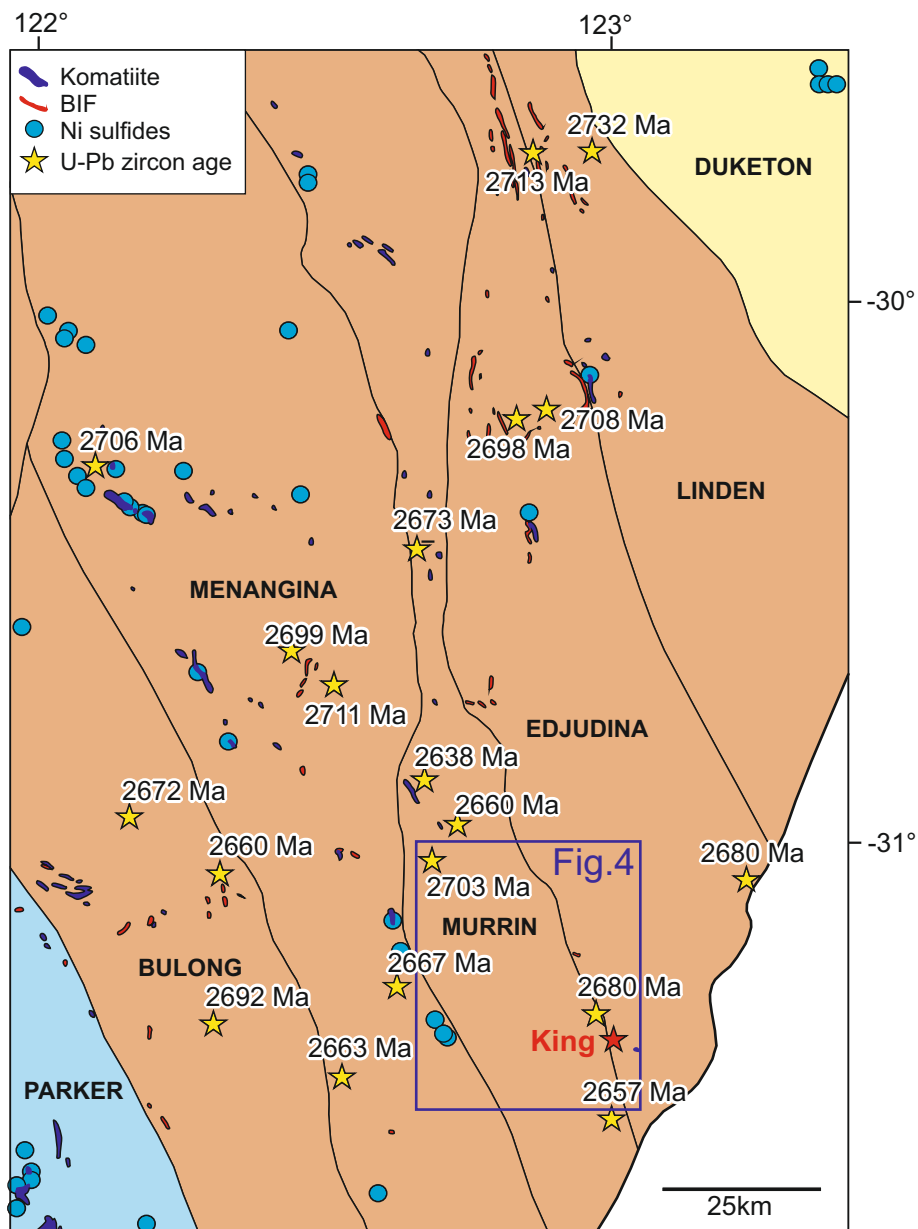 122°
123°
Komatiite
BIF
Ni sulfides
U-Pb zircon age
2732 Ma
2713 Ma
DUKETON
-30°
2706 Ma
2698 Ma
2708 Ma
LINDEN
2673 Ma
MENANGINA
2699 Ma
2711 Ma
EDJUDINA
2638 Ma
2672 Ma
2660 Ma
-31°
2660 Ma
Fig.4
2680 Ma
2703 Ma
MURRIN
BULONG
2667 Ma
2692 Ma
2680 Ma
King
2663 Ma
PARKER
2657 Ma
25km